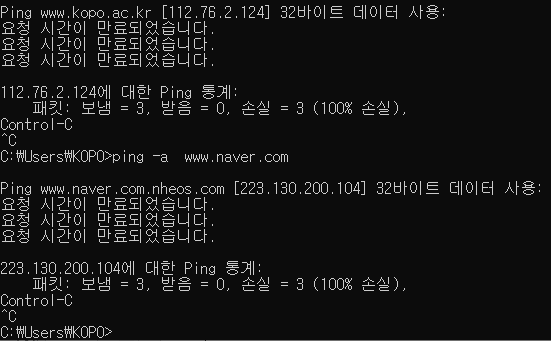 Ping www.kopo.ac.kr [112.76.2.124] 32바이트 데이터 사용:
요청 시간이 만료되었습니다.
요청 시간이 만료되었습니다.
요청 시간이 만료되었습니다.
112.76.2.124에 대한 Ping 통계:
패킷: 보냄 = 3, 받음 = 0, 손실 = 3 (100% 손실),
Control-C
^C
C:₩Users₩KOPO>ping -a  www.naver.com
Ping www.naver.com.nheos.com [223.130.200.104] 32바이트 데이터 사용:
요청 시간이 만료되었습니다.
요청 시간이 만료되었습니다.
요청 시간이 만료되었습니다.
223.130.200.104에 대한 Ping 통계:
패킷: 보냄 = 3, 받음 = 0, 손실 = 3 (100% 손실),
Control-C
^C
C:₩Users₩KOPO>